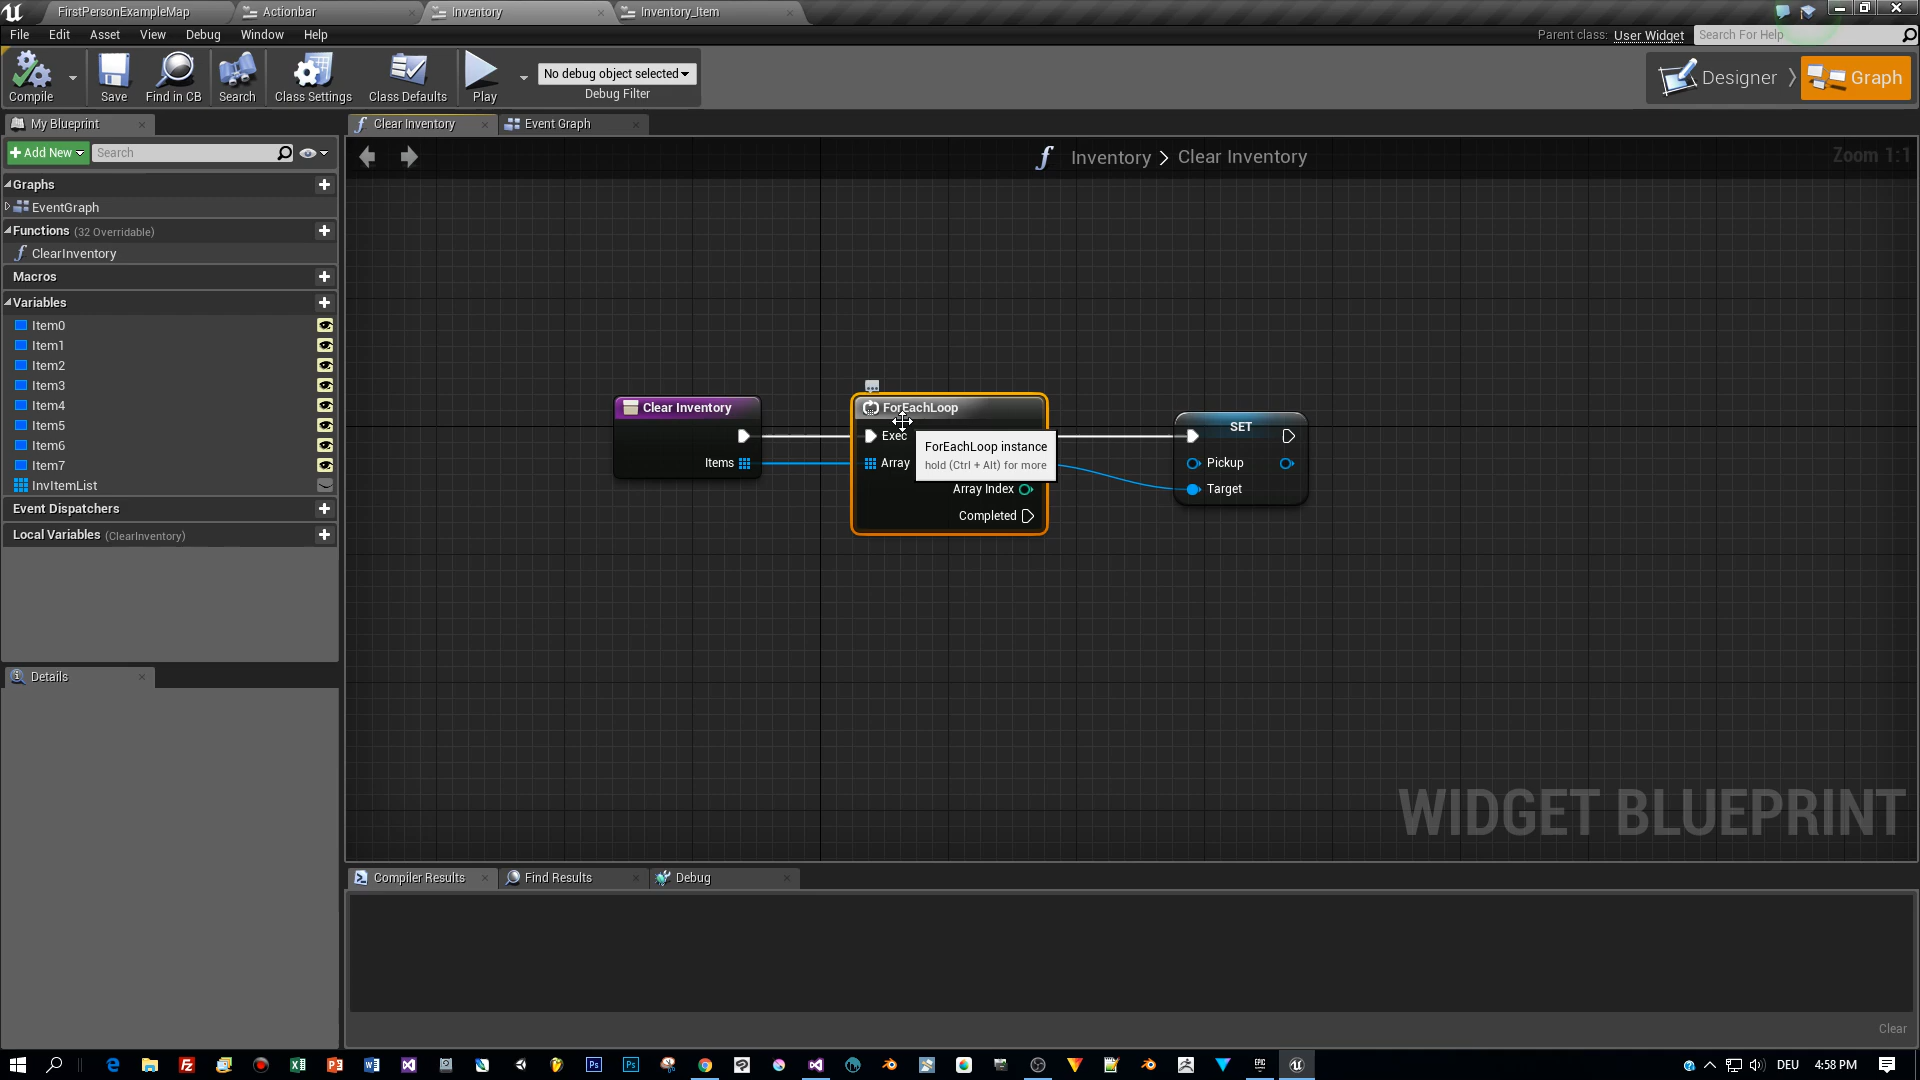 FirstPersonExampleMap
Actionbar
Inventory
Inventory_Item
File Edit Asset View Debug Window Help
Parent class: User Widget
Search For Help
Compile
Save
Find in CB
Search
Class Settings
Class Defaults
Play
No debug object selected
Debug Filter
Designer
Graph
My Blueprint
Add New
Search
Graphs
EventGraph
Functions (32 Overridable)
ClearInventory
Macros
Variables
Item0
Item1
Item2
Item3
Item4
Item5
Item6
Item7
InvItemList
Event Dispatchers
Local Variables (ClearInventory)
Details
Clear Inventory
Event Graph
Inventory > Clear Inventory
Zoom 1:1
Clear Inventory
Items
ForEachLoop
Exec
Array
Array Index
Completed
ForEachLoop instance
hold (Ctrl + Alt) for more
SET
Pickup
Target
WIDGET BLUEPRINT
Compiler Results
Find Results
Debug
Clear
DEU
4:58 PM